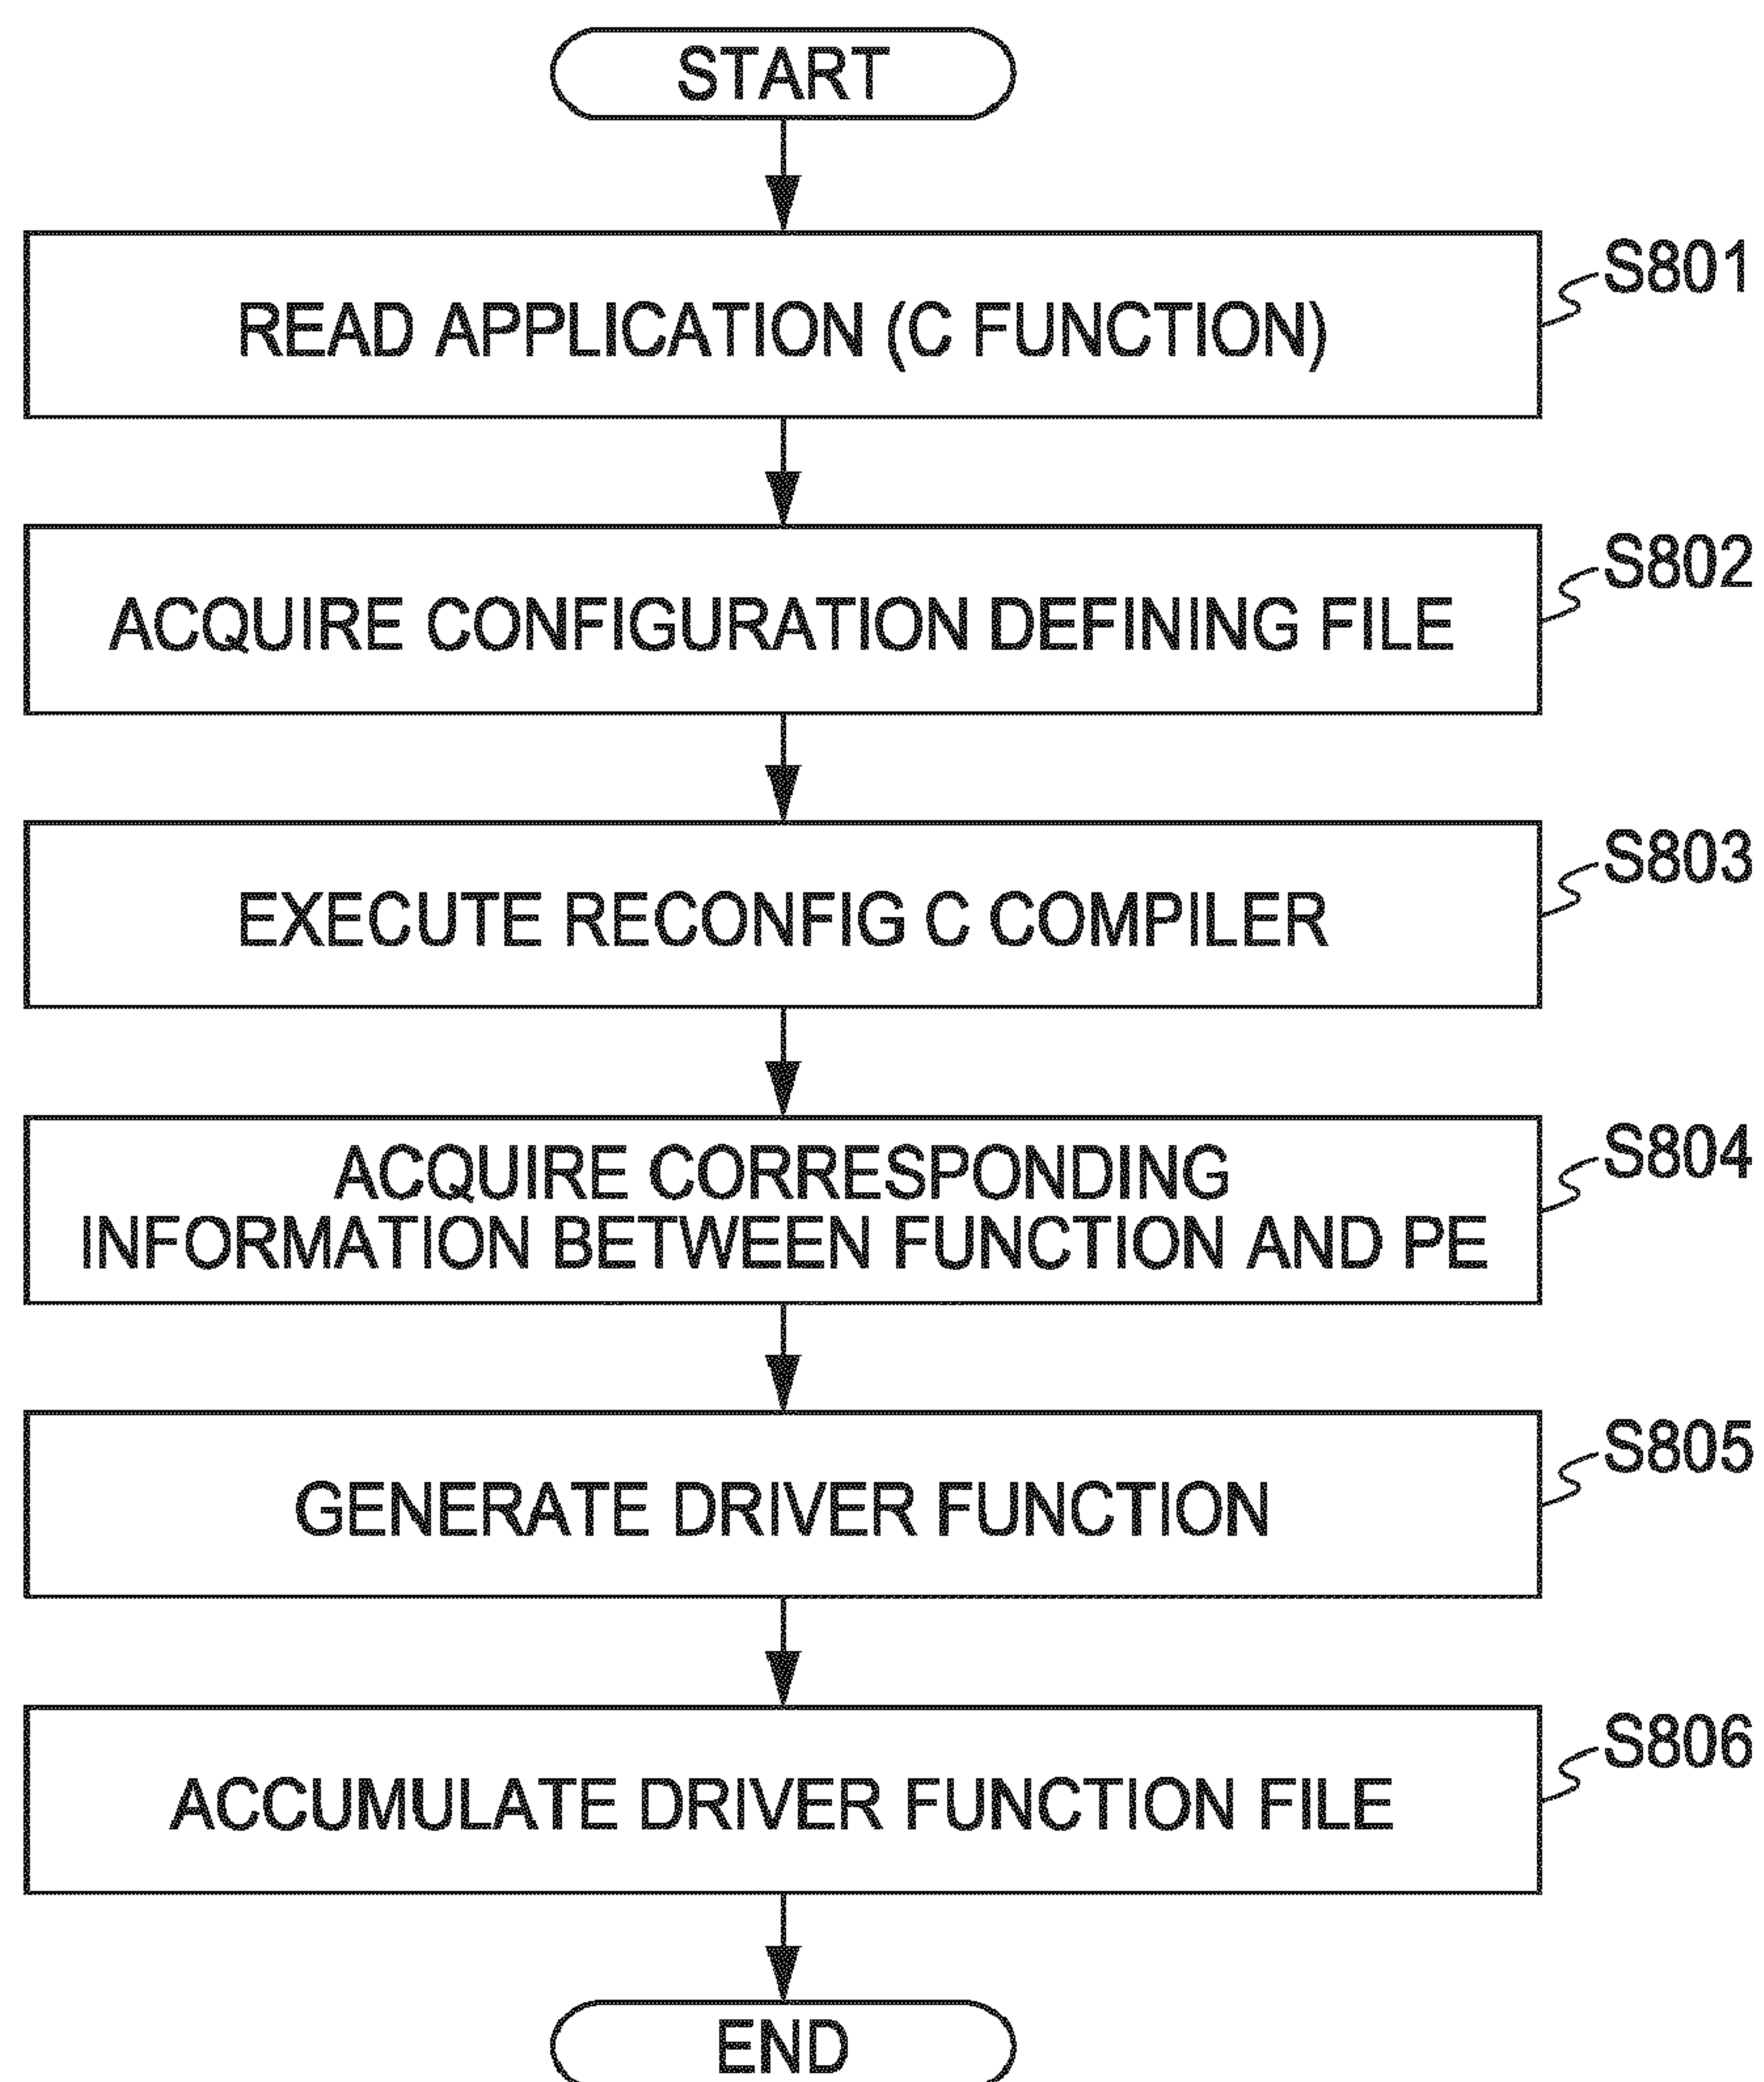 START
READ APPLICATION (C FUNCTION)
S801
ACQUIRE CONFIGURATION DEFINING FILE
S802
EXECUTE RECONFIG C COMPILER
S803
ACQUIRE CORRESPONDING
INFORMATION BETWEEN FUNCTION AND PE
S804
GENERATE DRIVER FUNCTION
S805
ACCUMULATE DRIVER FUNCTION FILE
S806
END